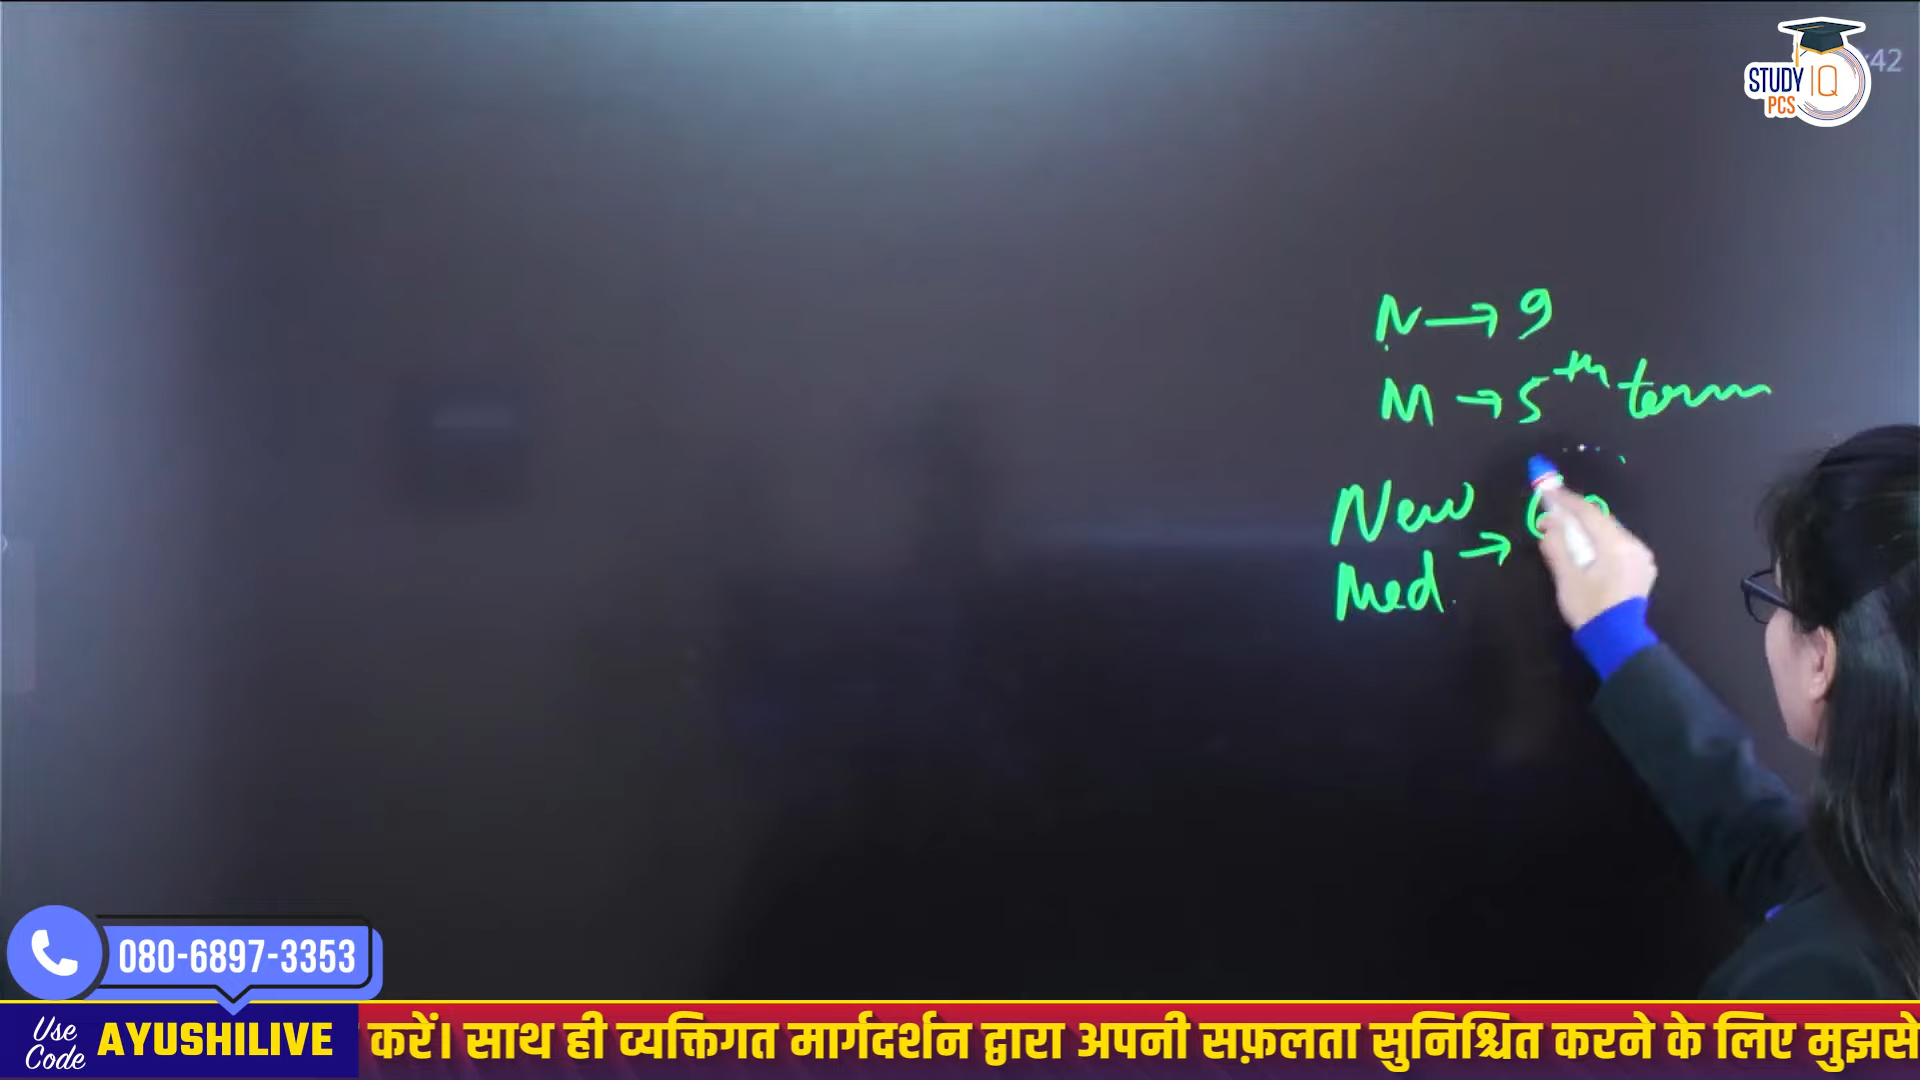 :42
STUDY IQ
PCS
N → 9
M → 5th term
New
Med. →
080-6897-3353
Use
Code
AYUSHILIVE
करें। साथ ही व्यक्तिगत मार्गदर्शन द्वारा अपनी सफ़लता सुनिश्चित करने के लिए मुझसे